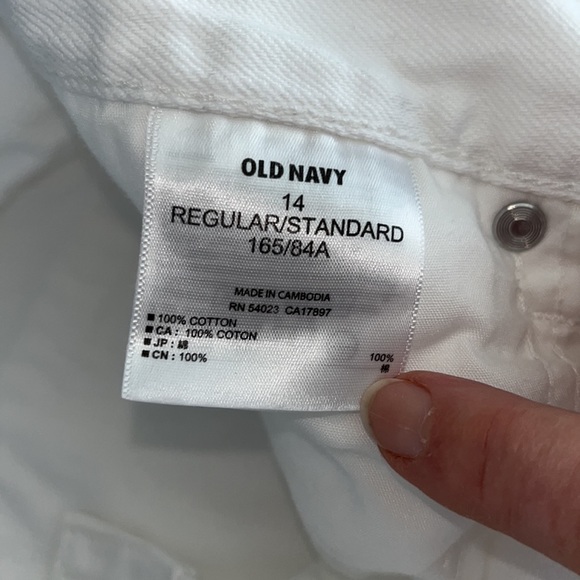 OLD NAVY
14
REGULAR/STANDARD
165/84A
MADE IN CAMBODIA
RN 54023 CA17897
■ 100% COTTON
■ CA : 100% COTON
■ JP : 綿 100%
■ CN : 100% 棉